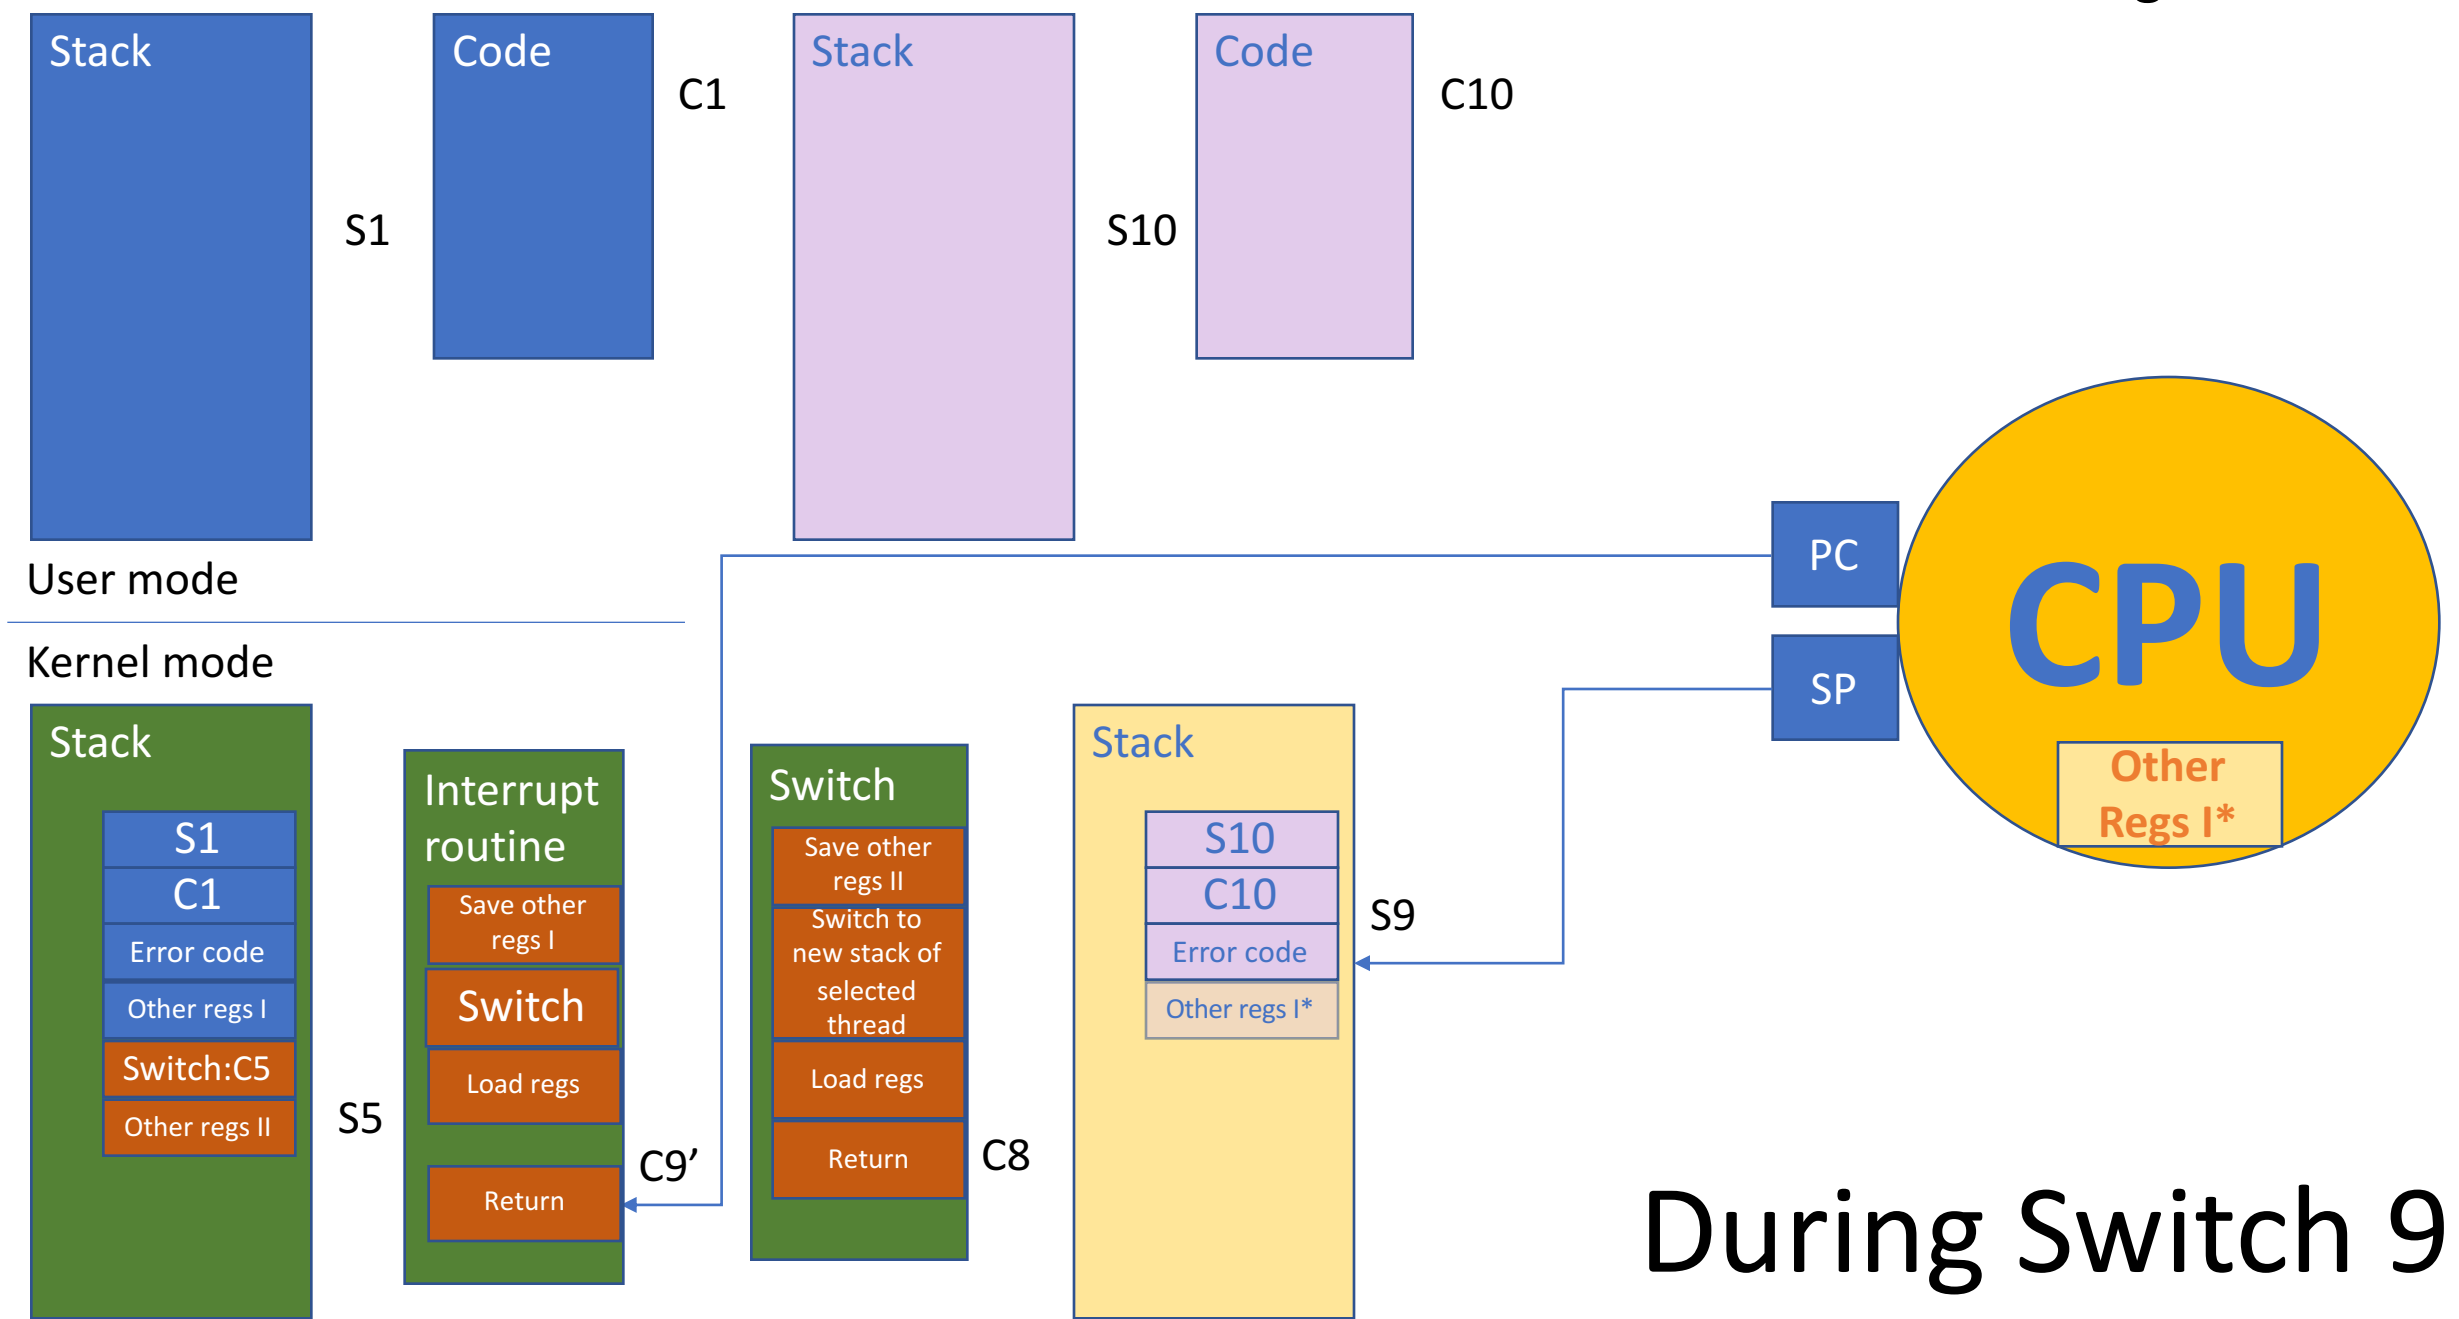 Stack
Code
C1
S1
Stack
Code
C10
S10
User mode
Kernel mode
PC
SP
CPU
Other
Regs I*
Stack
S1
C1
Error code
Other regs I
Switch:C5
Other regs II
S5
Interrupt
routine
Save other
regs I
Switch
Load regs
Return
C9’
Switch
Save other
regs II
Switch to
new stack of
selected
thread
Load regs
Return
C8
Stack
S10
C10
Error code
Other regs I*
S9
During Switch 9